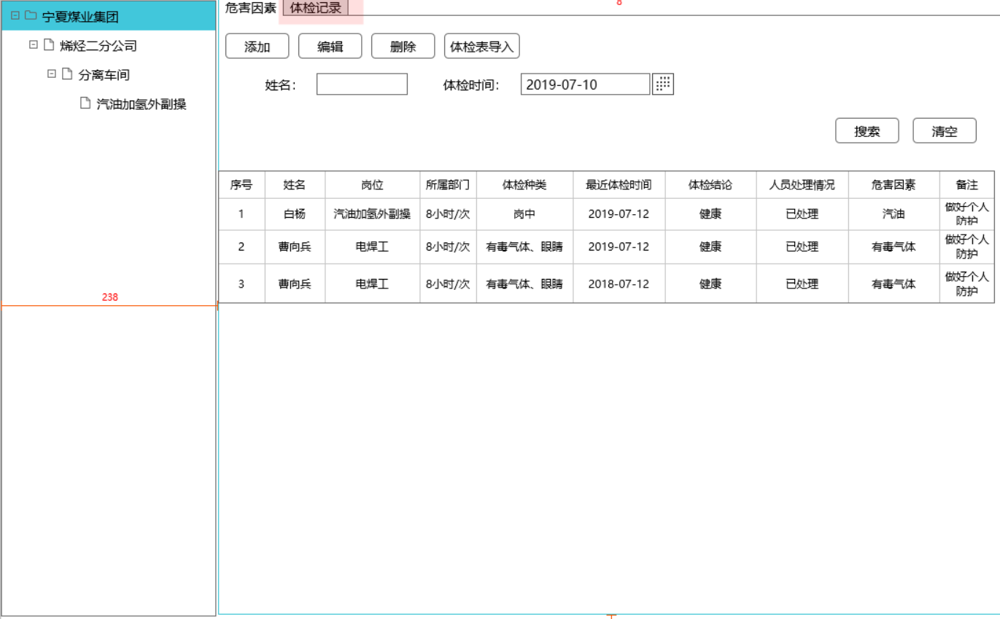 宁夏煤业集团
烯烃二分公司
分离车间
汽油加氢外副操
238
8
危害因素 体检记录
添加 编辑 删除 体检表导入
姓名: 体检时间: 2019-07-10
搜索 清空
序号 姓名 岗位 所属部门 体检种类 最近体检时间 体检结论 人员处理情况 危害因素 备注
1 白杨 汽油加氢外副操 8小时/次 岗中 2019-07-12 健康 已处理 汽油 做好个人
防护
2 曹向兵 电焊工 8小时/次 有毒气体、眼睛 2019-07-12 健康 已处理 有毒气体 做好个人
防护
3 曹向兵 电焊工 8小时/次 有毒气体、眼睛 2018-07-12 健康 已处理 有毒气体 做好个人
防护